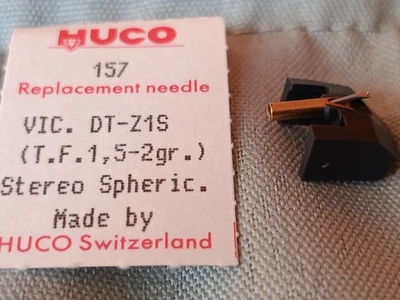 HUCO
157
Replacement needle
VIC. DT-Z1S
(T.F.1,5-2gr.)
Stereo Spheric.
Made by
HUCO Switzerland